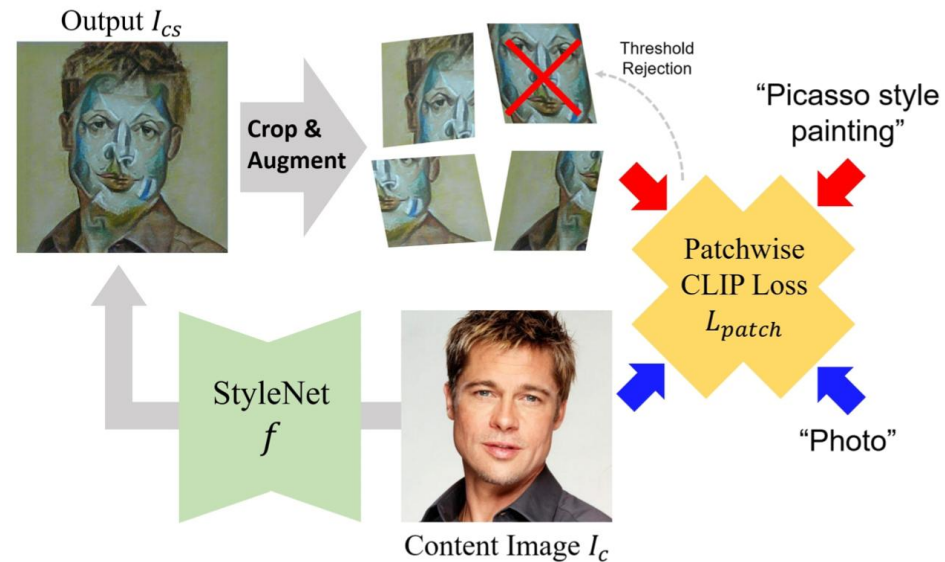 Output I_cs
Crop &
Augment
Threshold
Rejection
“Picasso style
painting”
Patchwise
CLIP Loss
L_patch
StyleNet
f
“Photo”
Content Image I_c